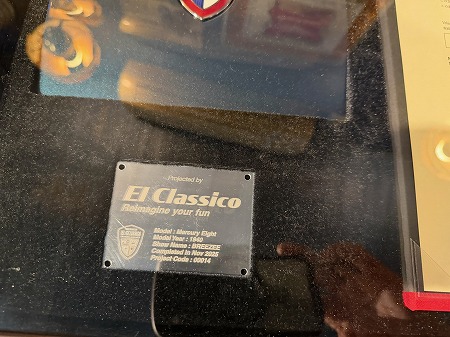 Projected by
El Classico
Reimagine your fun
Model : Mercury Eight
Model Year : 1940
Show Name : BREEZEE
Completed in Nov 2025
Project Code : 00014